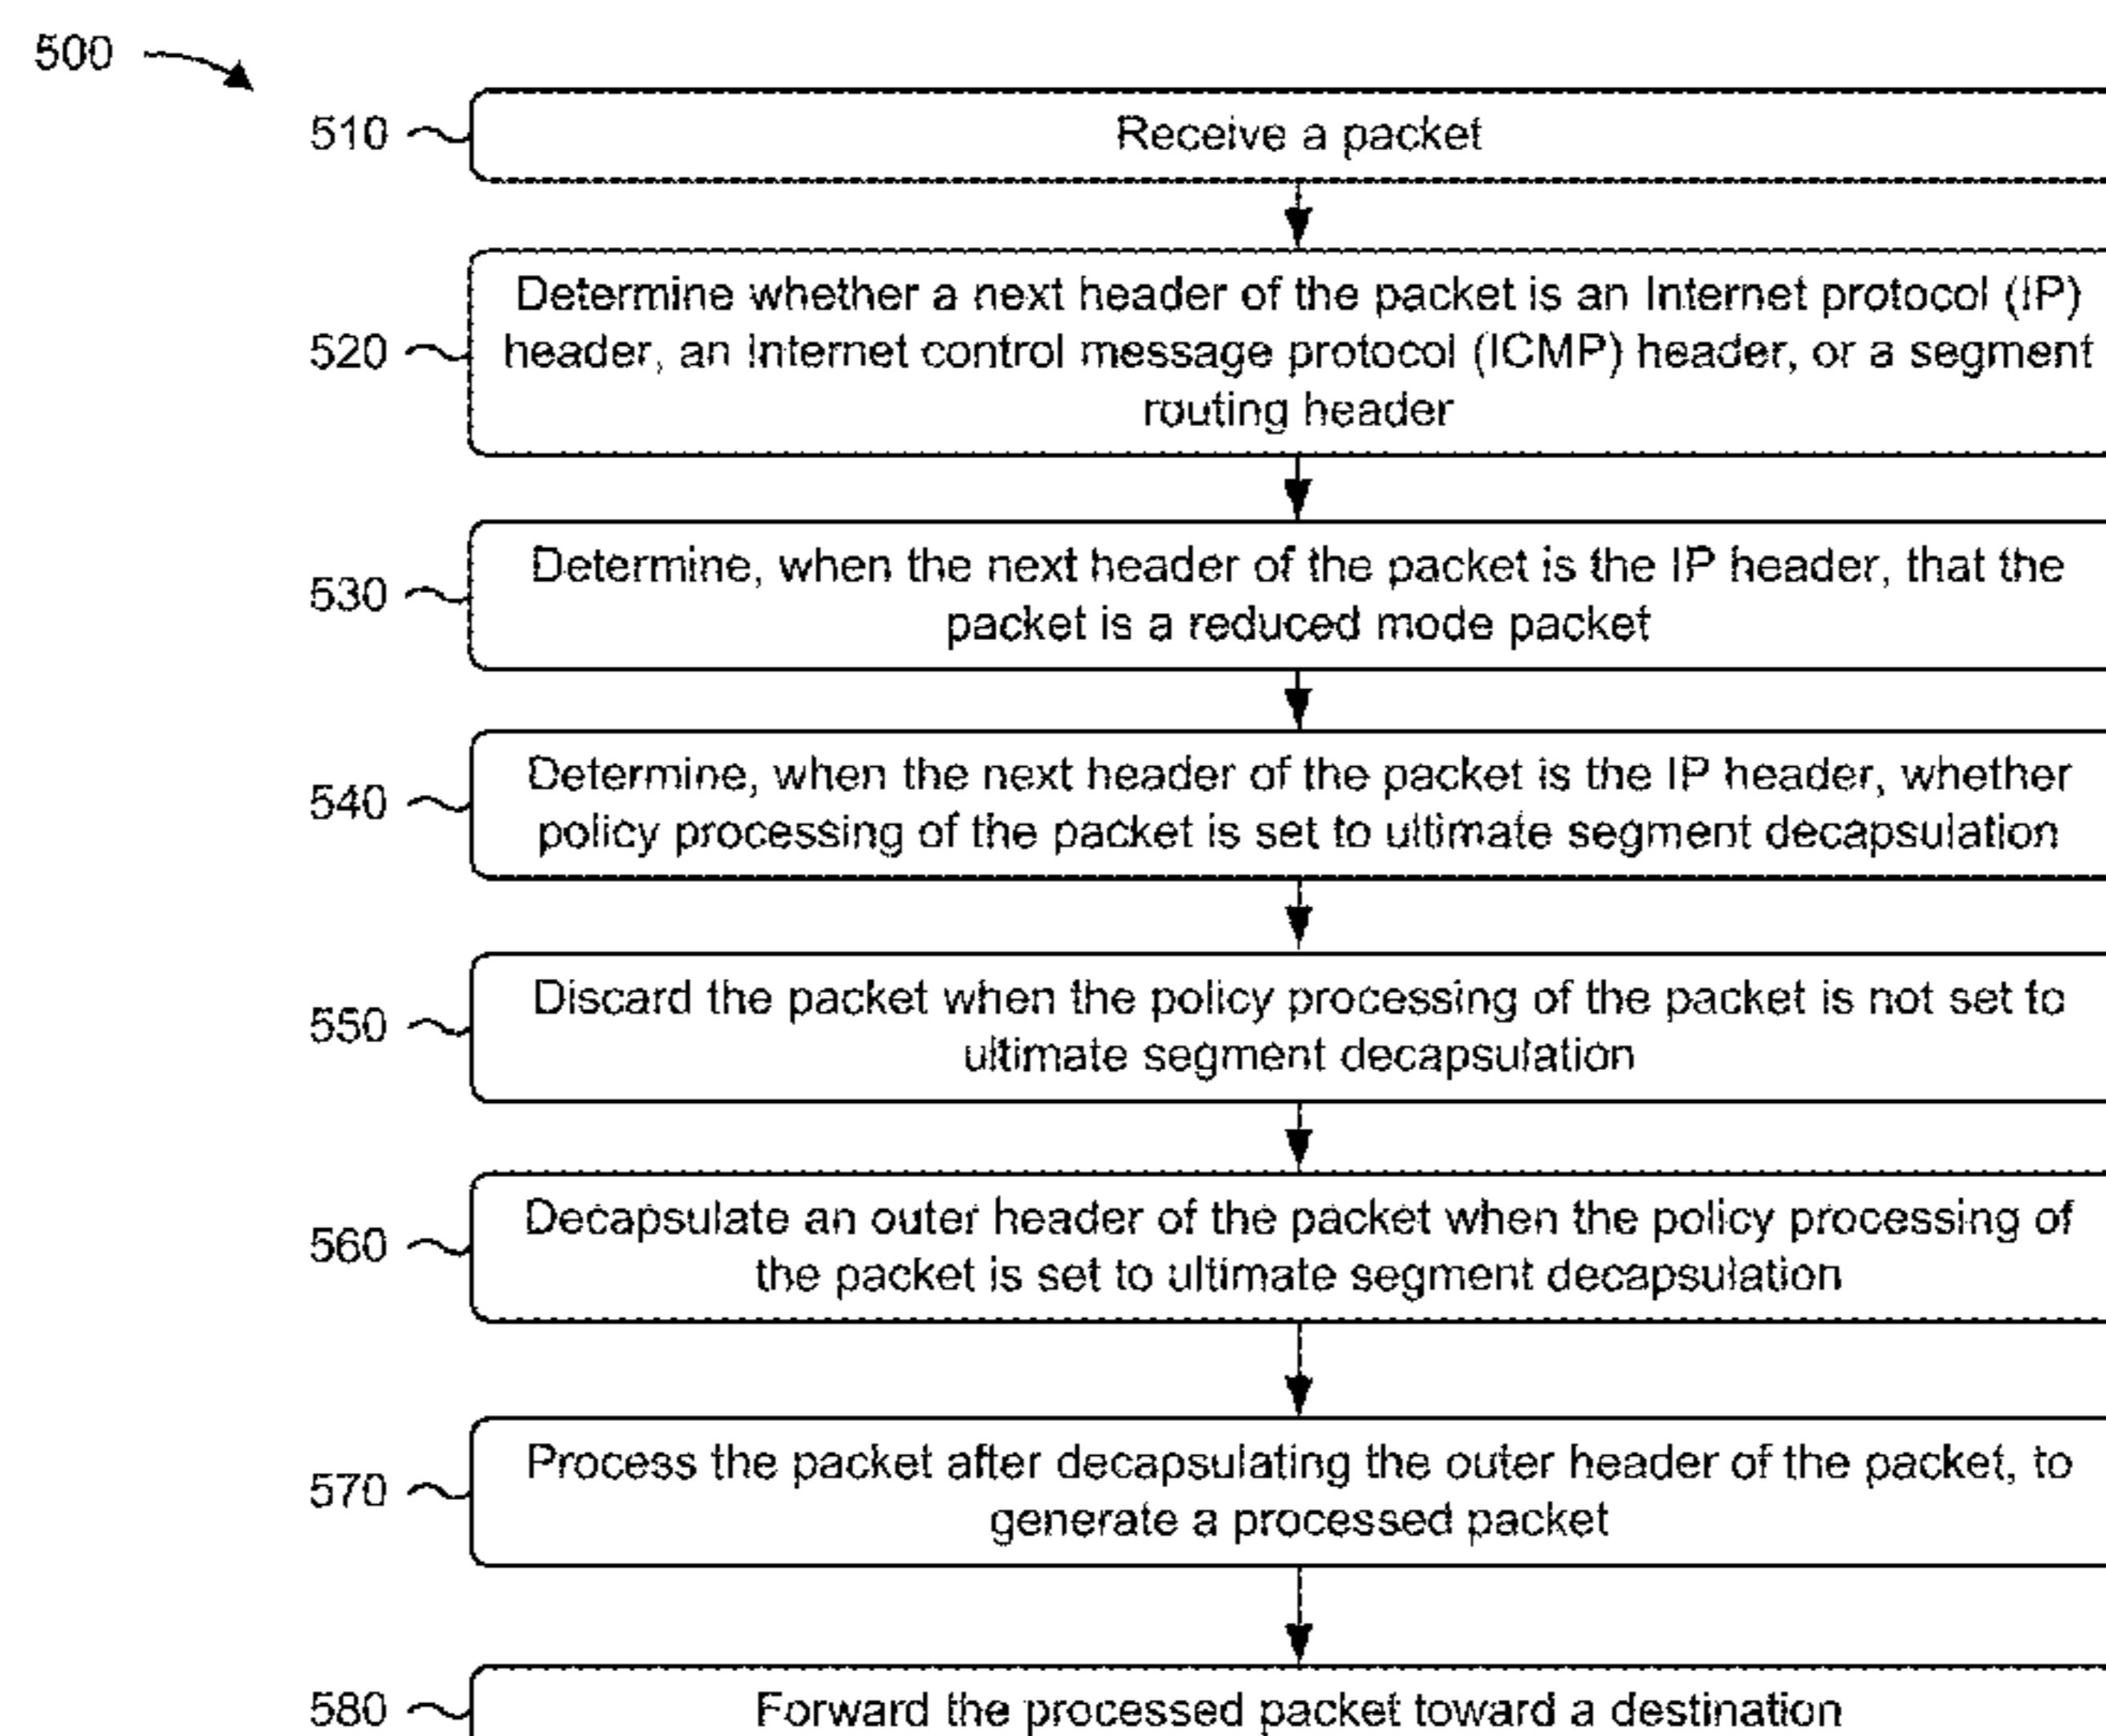 500
510
Receive a packet
520
Determine whether a next header of the packet is an Internet protocol (IP)
header, an Internet control message protocol (ICMP) header, or a segment
routing header
530
Determine, when the next header of the packet is the IP header, that the
packet is a reduced mode packet
540
Determine, when the next header of the packet is the IP header, whether
policy processing of the packet is set to ultimate segment decapsulation
550
Discard the packet when the policy processing of the packet is not set to
ultimate segment decapsulation
560
Decapsulate an outer header of the packet when the policy processing of
the packet is set to ultimate segment decapsulation
570
Process the packet after decapsulating the outer header of the packet, to
generate a processed packet
580
Forward the processed packet toward a destination